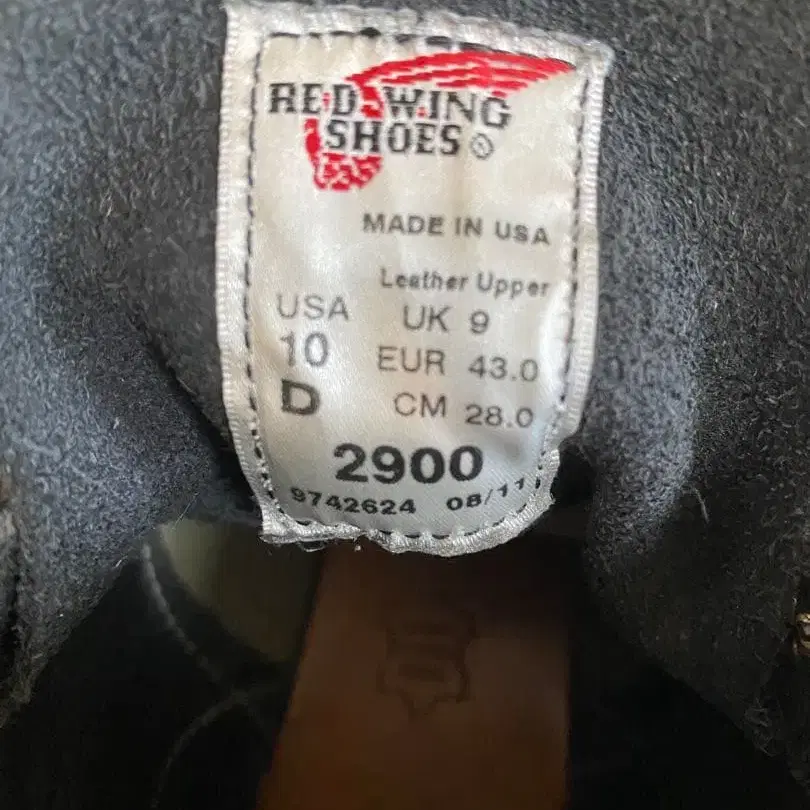 RED WING
SHOES ®
MADE IN USA
Leather Upper
USA UK 9
10 EUR 43.0
D CM 28.0
2900
9742624 08/11